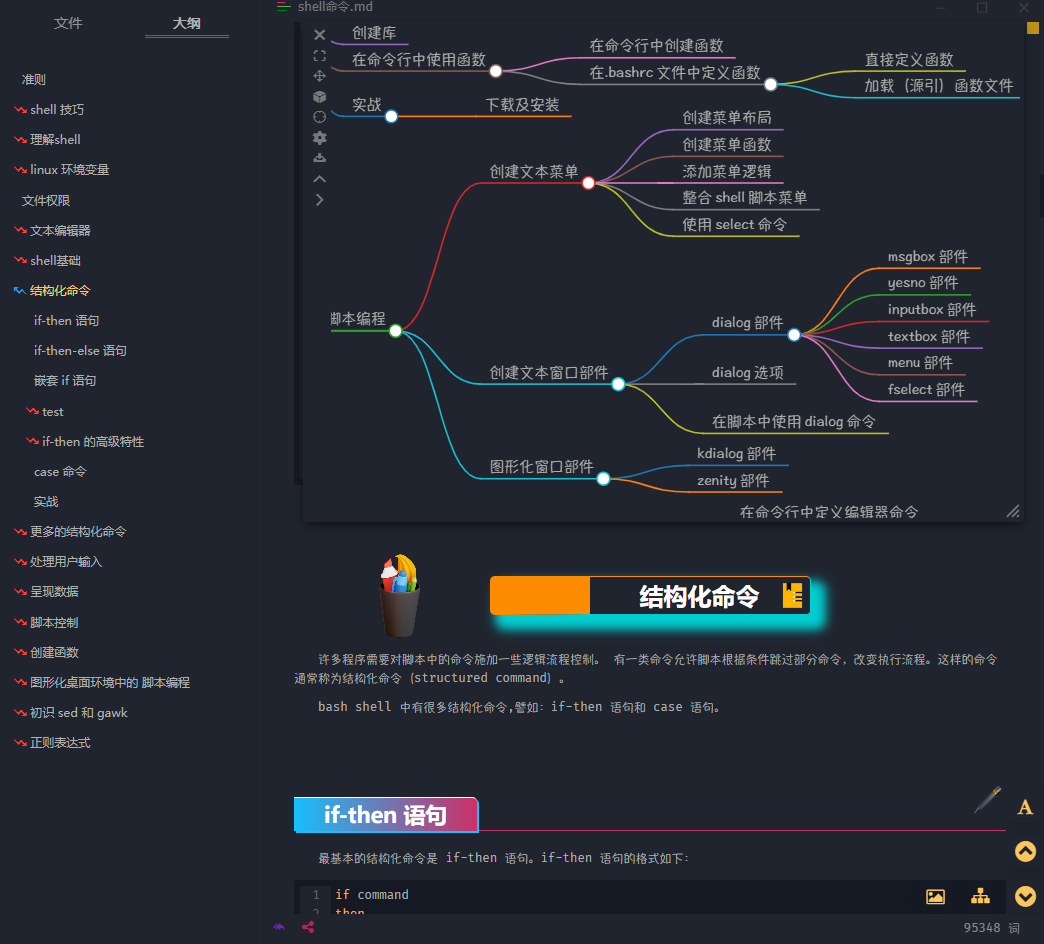 shell命令.md
文件
大纲
准则
shell 技巧
理解shell
linux 环境变量
文件权限
文本编辑器
shell基础
结构化命令
if-then 语句
if-then-else 语句
嵌套 if 语句
test
if-then 的高级特性
case 命令
实战
更多的结构化命令
处理用户输入
呈现数据
脚本控制
创建函数
图形化桌面环境中的 脚本编程
初识 sed 和 gawk
正则表达式
创建库
在命令行中使用函数
在命令行中创建函数
在.bashrc 文件中定义函数
直接定义函数
加载（源引）函数文件
实战
下载及安装
创建文本菜单
创建菜单布局
创建菜单函数
添加菜单逻辑
整合 shell 脚本菜单
使用 select 命令
脚本编程
创建文本窗口部件
dialog 部件
msgbox 部件
yesno 部件
inputbox 部件
textbox 部件
menu 部件
fselect 部件
dialog 选项
在脚本中使用 dialog 命令
图形化窗口部件
kdialog 部件
zenity 部件
在命令行中定义编辑器命令
结构化命令
许多程序需要对脚本中的命令施加一些逻辑流程控制。 有一类命令允许脚本根据条件跳过部分命令，改变执行流程。这样的命令
通常称为结构化命令（structured command）。
bash shell 中有很多结构化命令,譬如：if-then 语句和 case 语句。
if-then 语句
最基本的结构化命令是 if-then 语句。if-then 语句的格式如下：
1 if command
2 then
A
95348 词